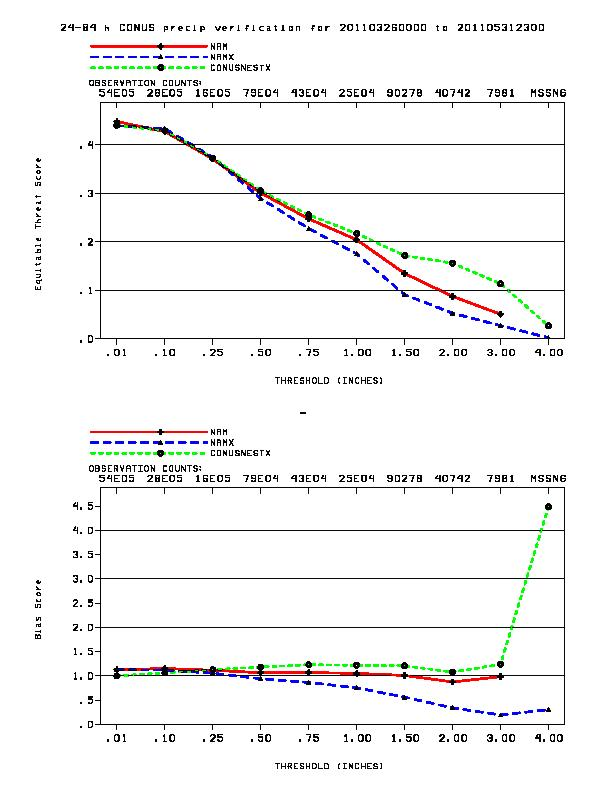 24-84 h CONUS precip verification for 201103260000 to 201105312300
NAM
NAMX
CONUSNESTX
OBSERVATION COUNTS:
54E05 28E05 16E05 79E04 43E04 25E04 90278 40742 7981 MSSNG
.4
.3
.2
.1
.0
Equitable Threat Score
.01 .10 .25 .50 .75 1.00 1.50 2.00 3.00 4.00
THRESHOLD (INCHES)
NAM
NAMX
CONUSNESTX
OBSERVATION COUNTS:
54E05 28E05 16E05 79E04 43E04 25E04 90278 40742 7981 MSSNG
4.5
4.0
3.5
3.0
2.5
2.0
1.5
1.0
.5
.0
Bias Score
.01 .10 .25 .50 .75 1.00 1.50 2.00 3.00 4.00
THRESHOLD (INCHES)